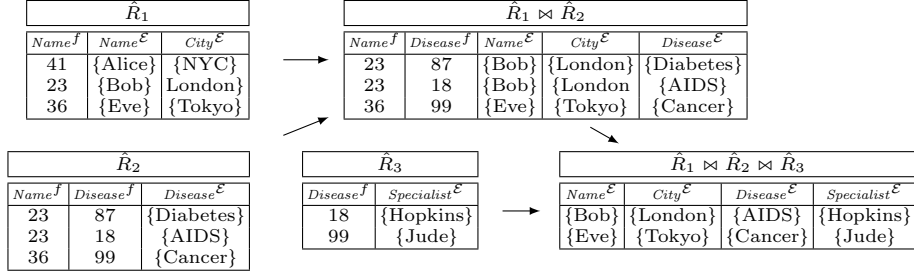 R̂₁
Name^f Name^ℰ City^ℰ
41 {Alice} {NYC}
23 {Bob} London}
36 {Eve} {Tokyo}
R̂₁ ⋈ R̂₂
Name^f Disease^f Name^ℰ City^ℰ Disease^ℰ
23 87 {Bob} {London} {Diabetes}
23 18 {Bob} {London {AIDS}
36 99 {Eve} {Tokyo} {Cancer}
R̂₂
Name^f Disease^f Disease^ℰ
23 87 {Diabetes}
23 18 {AIDS}
36 99 {Cancer}
R̂₃
Disease^f Specialist^ℰ
18 {Hopkins}
99 {Jude}
R̂₁ ⋈ R̂₂ ⋈ R̂₃
Name^ℰ City^ℰ Disease^ℰ Specialist^ℰ
{Bob} {London} {AIDS} {Hopkins}
{Eve} {Tokyo} {Cancer} {Jude}